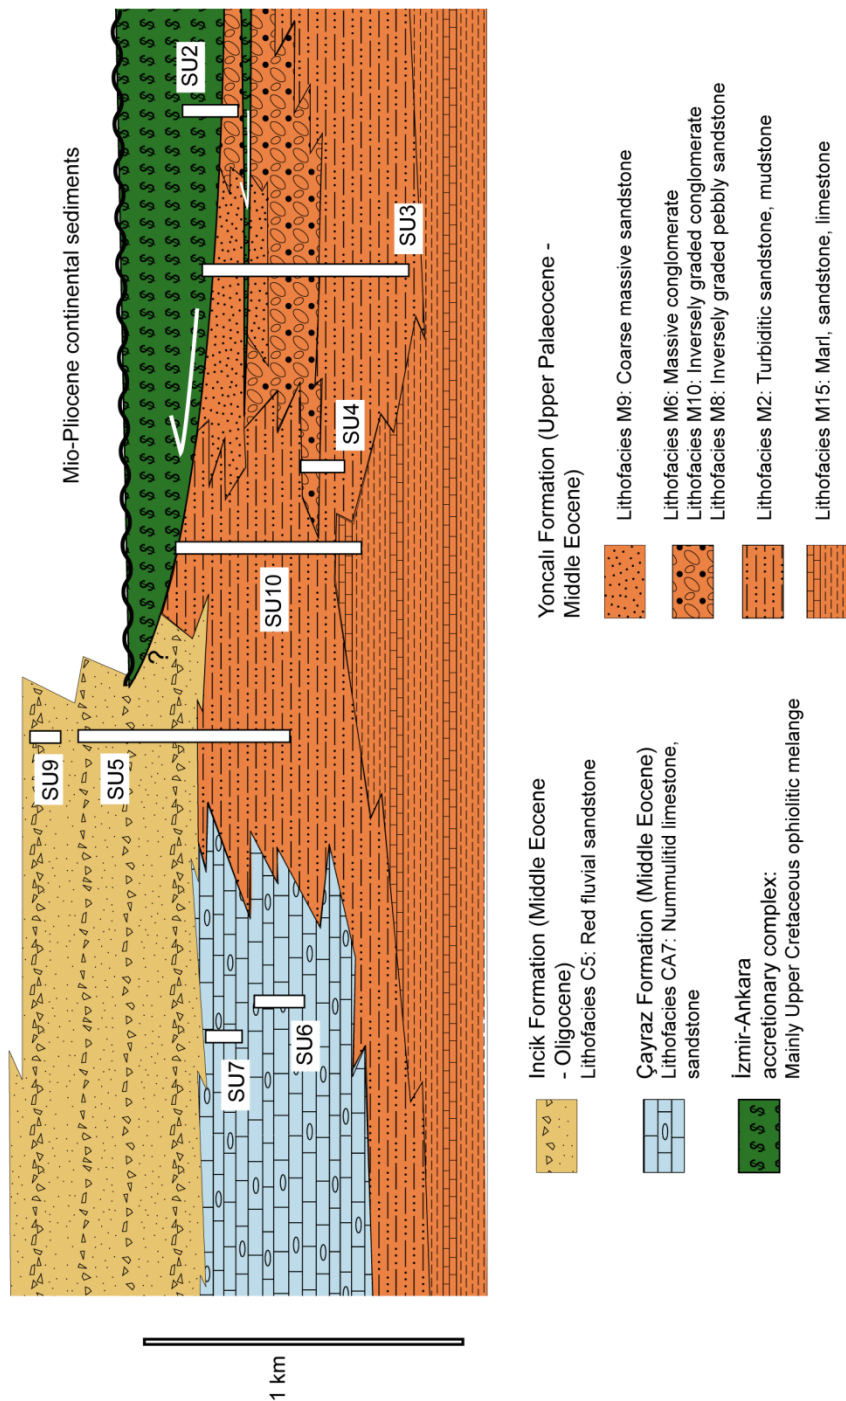 Mio-Pliocene continental sediments
SU2
SU3
SU4
SU10
SU9
SU5
SU7
SU6
1 km
?
Incik Formation (Middle Eocene
- Oligocene)
Lithofacies C5: Red fluvial sandstone
Çayraz Formation (Middle Eocene)
Lithofacies CA7: Nummulitid limestone,
sandstone
İzmir-Ankara
accretionary complex:
Mainly Upper Cretaceous ophiolitic melange
Yoncali Formation (Upper Palaeocene -
Middle Eocene)
Lithofacies M9: Coarse massive sandstone
Lithofacies M6: Massive conglomerate
Lithofacies M10: Inversely graded conglomerate
Lithofacies M8: Inversely graded pebbly sandstone
Lithofacies M2: Turbiditic sandstone, mudstone
Lithofacies M15: Marl, sandstone, limestone